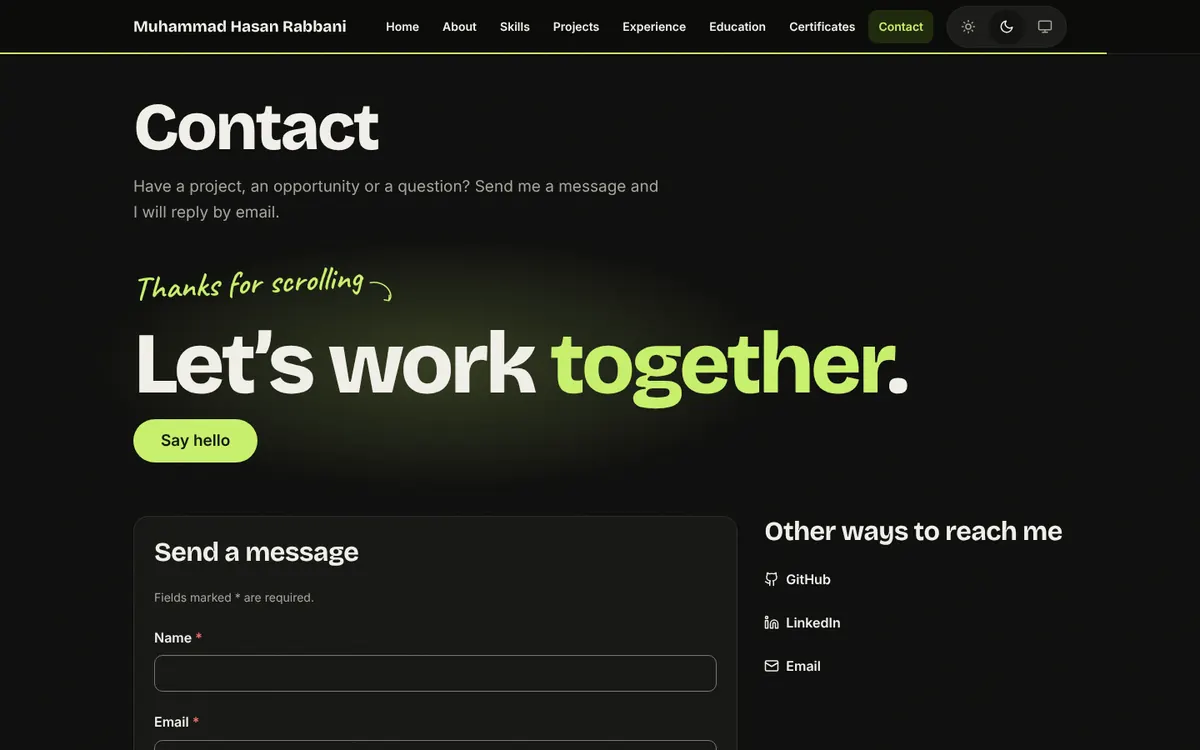 Muhammad Hasan Rabbani Home About Skills Projects Experience Education Certificates Contact
Contact
Have a project, an opportunity or a question? Send me a message and
I will reply by email.
Thanks for scrolling
Let's work together.
Say hello
Send a message
Other ways to reach me
Fields marked * are required.
GitHub
Name *
LinkedIn
Email
Email *